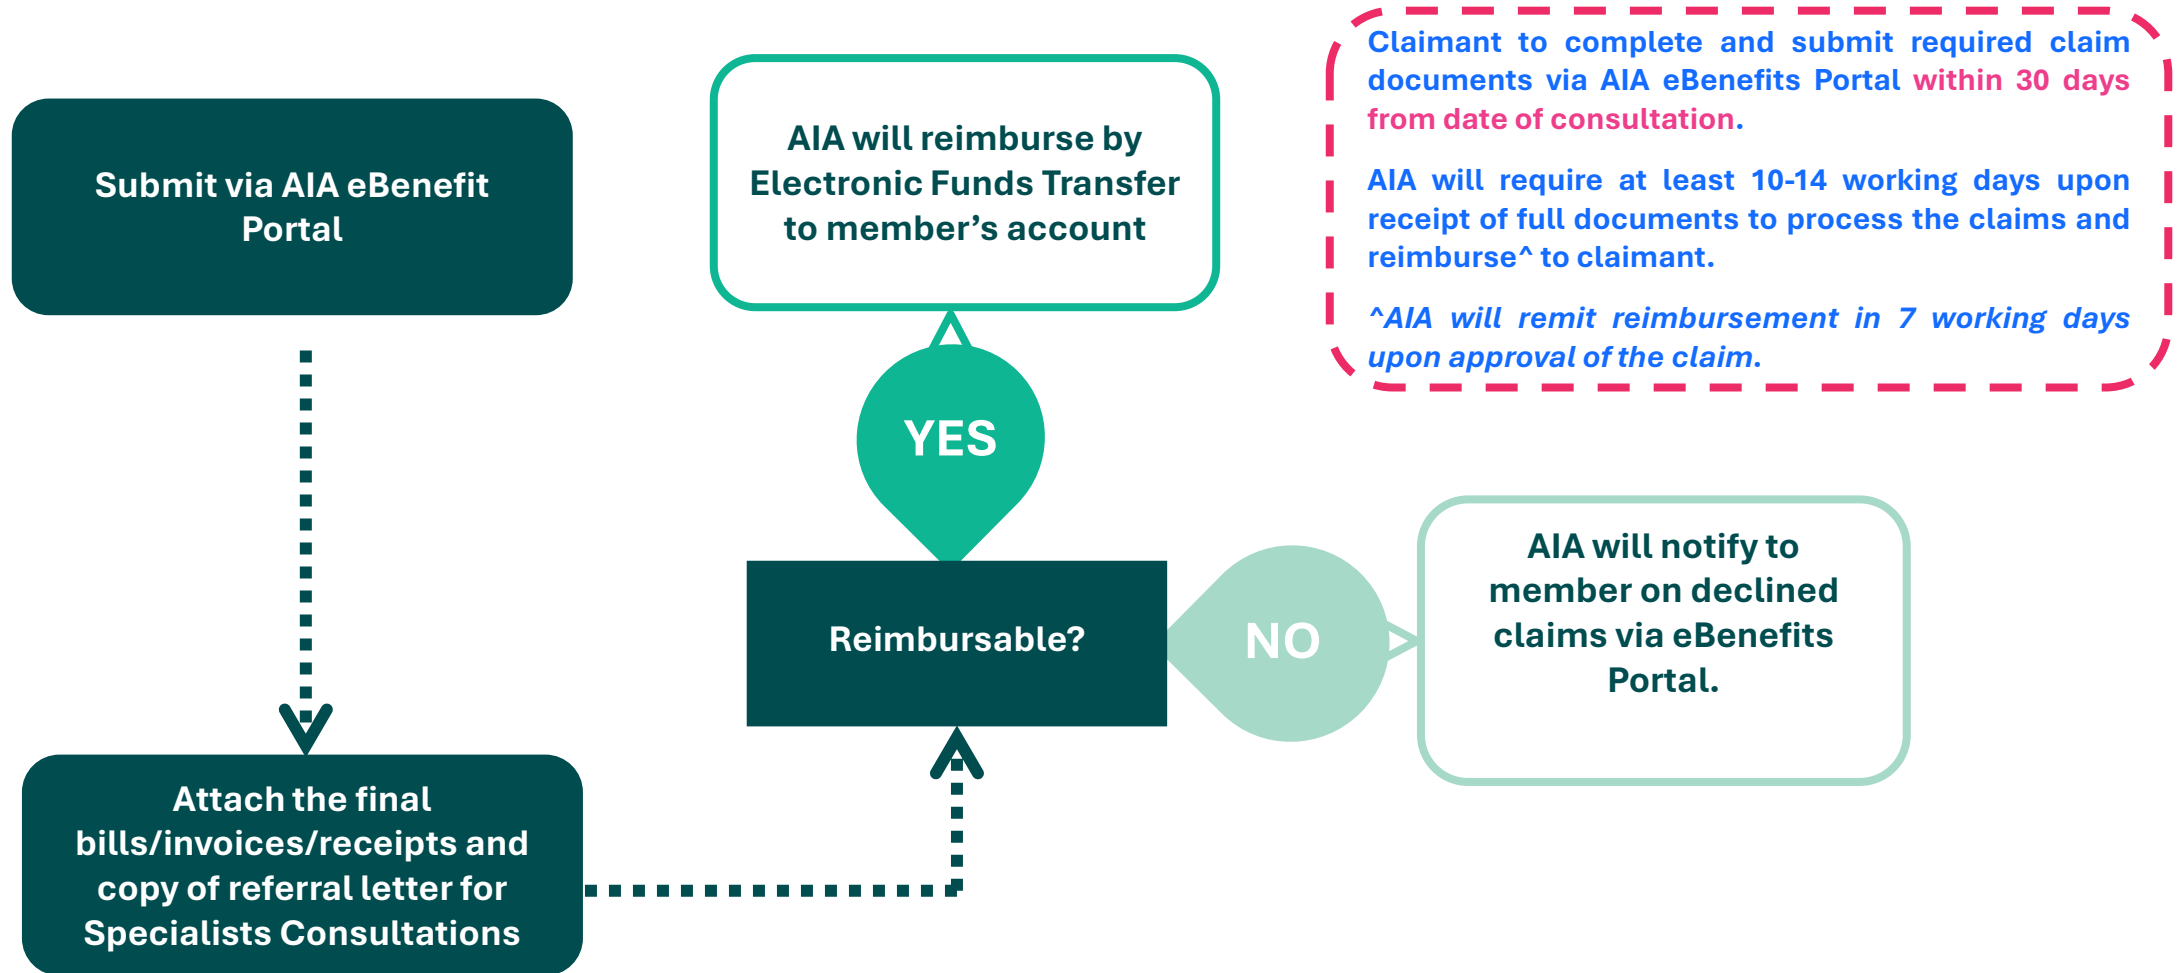 Submit via AIA eBenefit
Portal
Attach the final
bills/invoices/receipts and
copy of referral letter for
Specialists Consultations
Reimbursable?
YES
AIA will reimburse by
Electronic Funds Transfer
to member’s account
NO
AIA will notify to
member on declined
claims via eBenefits
Portal.
Claimant to complete and submit required claim
documents via AIA eBenefits Portal within 30 days
from date of consultation.
AIA will require at least 10-14 working days upon
receipt of full documents to process the claims and
reimburse^ to claimant.
^AIA will remit reimbursement in 7 working days
upon approval of the claim.